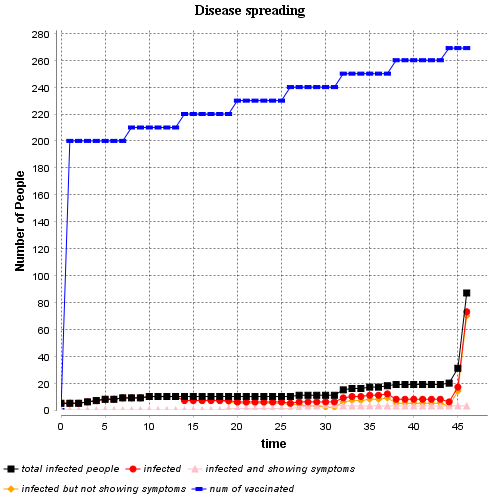 Disease spreading
Number of People
280
260
240
220
200
180
160
140
120
100
80
60
40
20
0
0 5 10 15 20 25 30 35 40 45
time
total infected people infected infected and showing symptoms
infected but not showing symptoms num of vaccinated